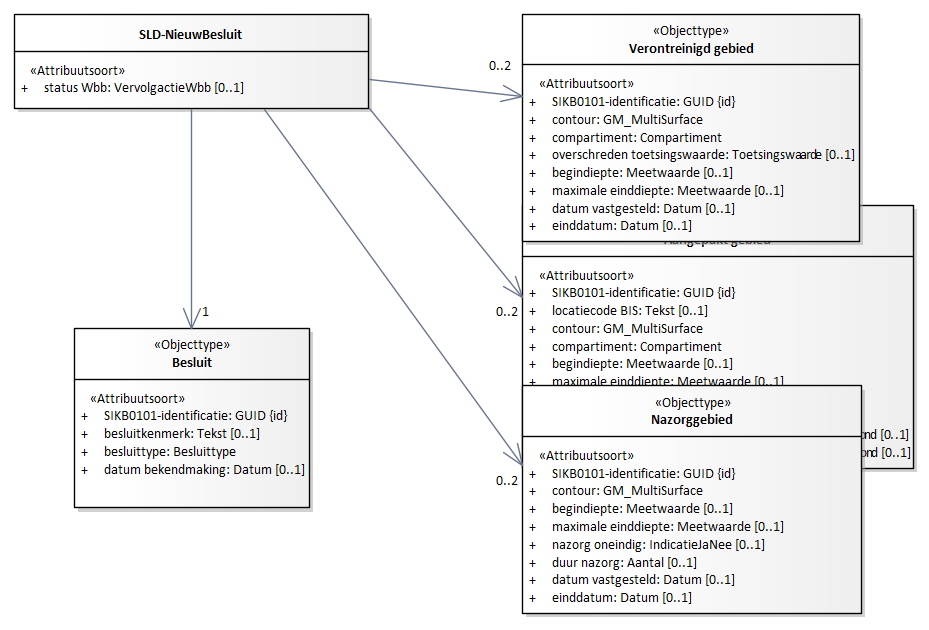 SLD-NieuwBesluit
«Attribuutsoort»
+ status Wbb: VervolgactieWbb [0..1]
0..2
«Objecttype»
Verontreinigd gebied
«Attribuutsoort»
+ SIKB0101-identificatie: GUID {id}
+ contour: GM_MultiSurface
+ compartiment: Compartiment
+ overschreden toetsingswaarde: Toetsingswaarde [0..1]
+ begindiepte: Meetwaarde [0..1]
+ maximale einddiepte: Meetwaarde [0..1]
+ datum vastgesteld: Datum [0..1]
+ einddatum: Datum [0..1]
Aangepakt gebied
«Attribuutsoort»
+ SIKB0101-identificatie: GUID {id}
0..2
+ locatiecode BIS: Tekst [0..1]
+ contour: GM_MultiSurface
+ compartiment: Compartiment
+ begindiepte: Meetwaarde [0..1]
+ maximale einddiepte: Meetwaarde [0..1]
ond [0..1]
ond [0..1]
1
«Objecttype»
Besluit
«Attribuutsoort»
+ SIKB0101-identificatie: GUID {id}
+ besluitkenmerk: Tekst [0..1]
+ besluittype: Besluittype
+ datum bekendmaking: Datum [0..1]
0..2
«Objecttype»
Nazorggebied
«Attribuutsoort»
+ SIKB0101-identificatie: GUID {id}
+ contour: GM_MultiSurface
+ begindiepte: Meetwaarde [0..1]
+ maximale einddiepte: Meetwaarde [0..1]
+ nazorg oneindig: IndicatieJaNee [0..1]
+ duur nazorg: Aantal [0..1]
+ datum vastgesteld: Datum [0..1]
+ einddatum: Datum [0..1]